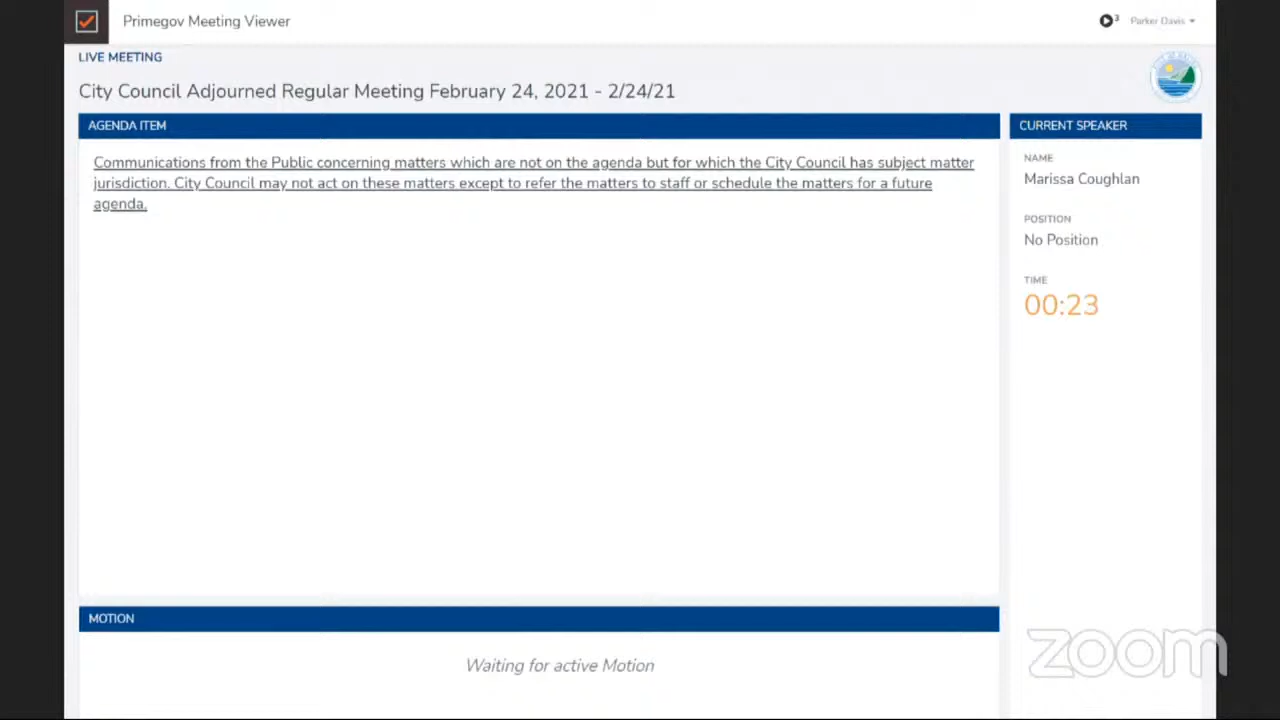 Primegov Meeting Viewer
3
Parker Davis
LIVE MEETING
City Council Adjourned Regular Meeting February 24, 2021 - 2/24/21
AGENDA ITEM
Communications from the Public concerning matters which are not on the agenda but for which the City Council has subject matter
jurisdiction. City Council may not act on these matters except to refer the matters to staff or schedule the matters for a future
agenda.
CURRENT SPEAKER
NAME
Marissa Coughlan
POSITION
No Position
TIME
00:23
MOTION
Waiting for active Motion
zoom